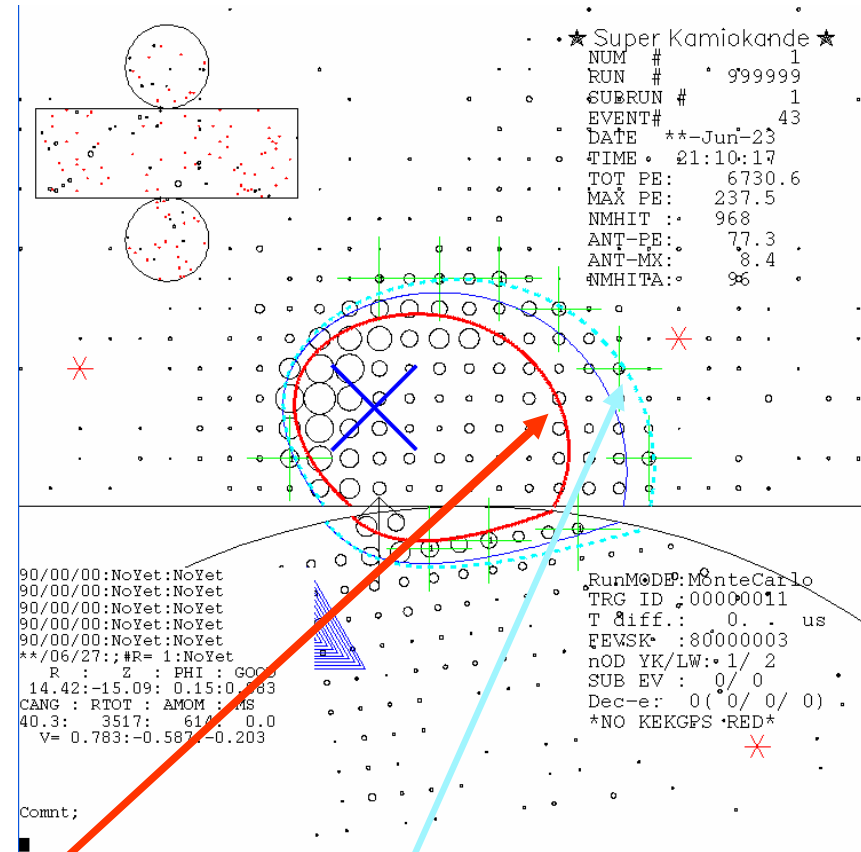 ★ Super Kamiokande ★
NUM # 1
RUN # 999999
SUBRUN # 1
EVENT# 43
DATE **-Jun-23
TIME 21:10:17
TOT PE: 6730.6
MAX PE: 237.5
NMHIT : 968
ANT-PE: 77.3
ANT-MX: 8.4
NMHITA: 96
90/00/00:NoYet:NoYet
90/00/00:NoYet:NoYet
90/00/00:NoYet:NoYet
90/00/00:NoYet:NoYet
90/00/00:NoYet:NoYet
**/06/27:;#R= 1:NoYet
R : Z : PHI : GOOD
14.42:-15.09: 0.15:
CANG : RTOT : AMOM : MS
40.3: 3517: 0.0
V= 0.783:-0.587:-0.203
Comnt;
RunMODE:MonteCarlo
TRG ID :00000011
T diff.: 0. us
FEVSK :80000003
nOD YK/LW: 1/ 2
SUB EV : 0/ 0
Dec-e: 0( 0/ 0/ 0)
*NO KEKGPS RED*